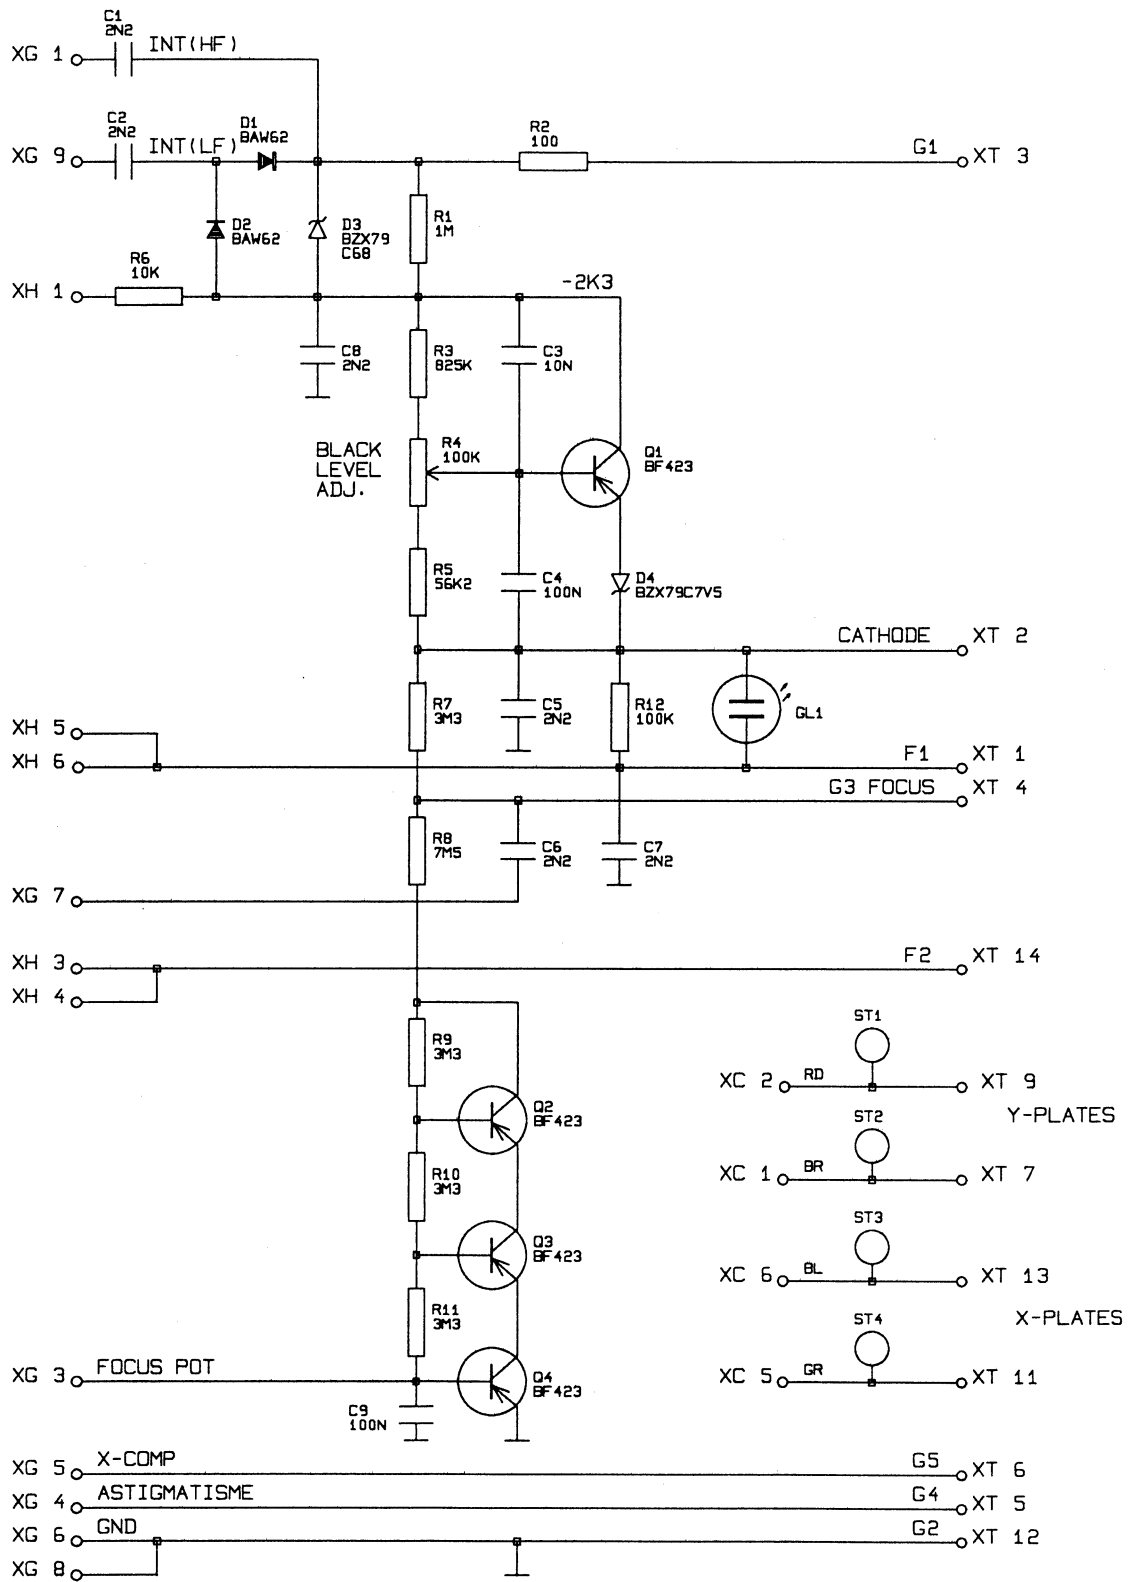 C1
2N2
XG 1
INT(HF)
C2
2N2
D1
BAW62
R2
100
XG 9
INT(LF)
G1
XT 3
D2
BAW62
D3
BZX79
C68
R1
1M
R6
10K
XH 1
-2K3
C8
2N2
R3
825K
C3
10N
BLACK
LEVEL
ADJ.
R4
100K
Q1
BF423
R5
56K2
C4
100N
D4
BZX79C7V5
CATHODE
XT 2
R7
3M3
C5
2N2
R12
100K
GL1
XH 5
XH 6
F1
XT 1
G3 FOCUS
XT 4
R8
7M5
C6
2N2
C7
2N2
XG 7
XH 3
F2
XT 14
XH 4
R9
3M3
ST1
XC 2
RD
XT 9
Q2
BF423
Y-PLATES
ST2
R10
3M3
XC 1
BR
XT 7
ST3
Q3
BF423
XC 6
BL
XT 13
R11
3M3
X-PLATES
ST4
XG 3
FOCUS POT
Q4
BF423
XC 5
GR
XT 11
C9
100N
XG 5
X-COMP
G5
XT 6
XG 4
ASTIGMATISME
G4
XT 5
XG 6
GND
G2
XT 12
XG 8